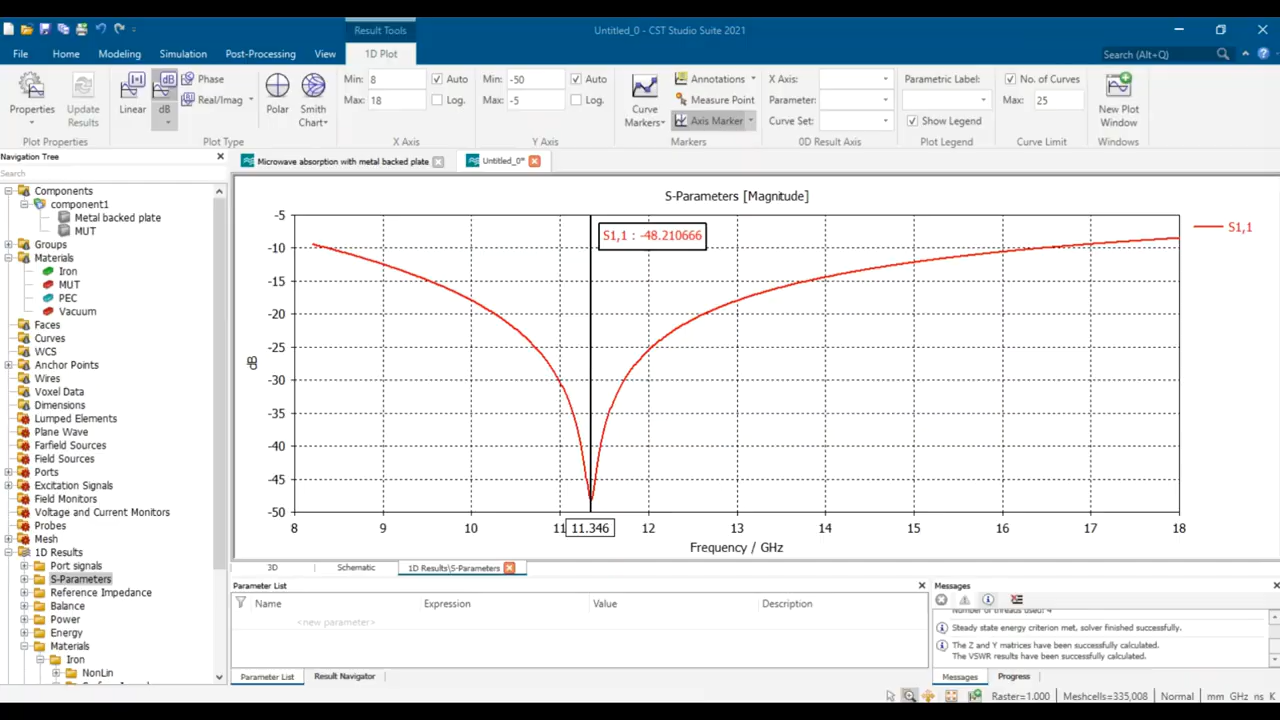 Result Tools
Untitled_0 - CST Studio Suite 2021
File Home Modeling Simulation Post-Processing View 1D Plot
Search (Alt+Q)
Properties
Update Results
Plot Properties
Linear
dB
Phase
Real/Imag
Polar
Smith Chart
Plot Type
Min: 8 Auto
Max: 18 Log.
X Axis
Min: -50 Auto
Max: -5 Log.
Y Axis
Curve Markers
Annotations
Measure Point
Axis Marker
Markers
X Axis:
Parameter:
Curve Set:
0D Result Axis
Parametric Label:
Show Legend
Plot Legend
No. of Curves
Max: 25
Curve Limit
New Plot Window
Windows
Navigation Tree
Search
Components
component1
Metal backed plate
MUT
Groups
Materials
Iron
MUT
PEC
Vacuum
Faces
Curves
WCS
Anchor Points
Wires
Voxel Data
Dimensions
Lumped Elements
Plane Wave
Farfield Sources
Field Sources
Ports
Excitation Signals
Field Monitors
Voltage and Current Monitors
Probes
Mesh
1D Results
Port signals
S-Parameters
Reference Impedance
Balance
Power
Energy
Materials
Iron
NonLin
Microwave absorption with metal backed plate
Untitled_0*
S-Parameters [Magnitude]
S1,1 : -48.210666
S1,1
-5
-10
-15
-20
-25
-30
-35
-40
-45
-50
dB
8 9 10 11 11.346 12 13 14 15 16 17 18
Frequency / GHz
3D Schematic 1D Results\S-Parameters
Parameter List
Name Expression Value Description
<new parameter>
Parameter List Result Navigator
Messages
Number of threads used: 4
Steady state energy criterion met, solver finished successfully.
The Z and Y matrices have been successfully calculated.
The VSWR results have been successfully calculated.
Messages Progress
Raster=1.000 Meshcells=335,008 Normal mm GHz ns K